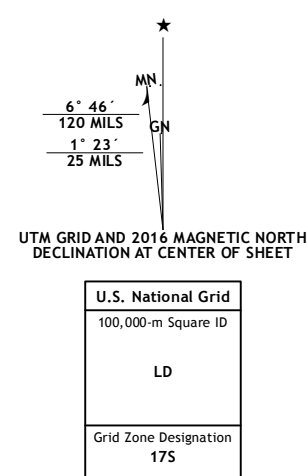 MN
6° 46´
120 MILS
GN
1° 23´
25 MILS
UTM GRID AND 2016 MAGNETIC NORTH
DECLINATION AT CENTER OF SHEET
U.S. National Grid
100,000-m Square ID
LD
Grid Zone Designation
17S